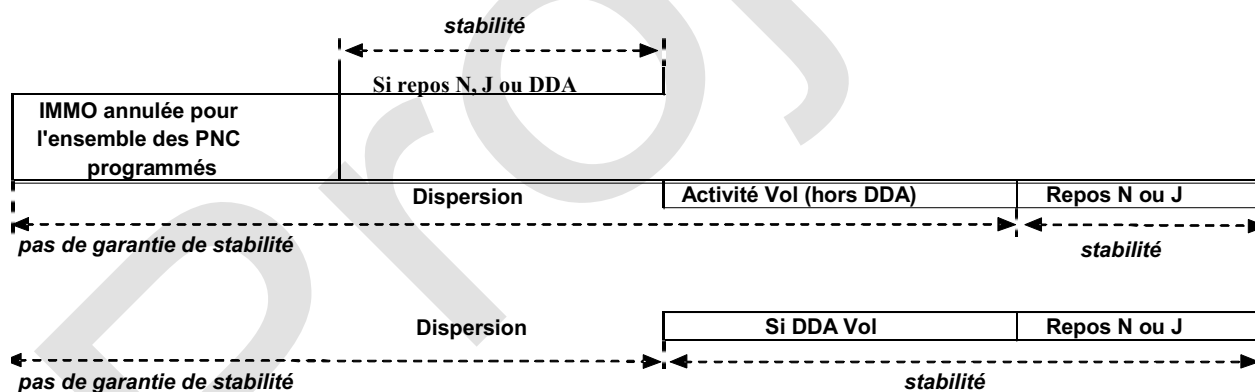 stabilité
Si repos N, J ou DDA
IMMO annulée pour
l'ensemble des PNC
programmés
Dispersion
Activité Vol (hors DDA)
Repos N ou J
pas de garantie de stabilité
stabilité
Dispersion
Si DDA Vol
Repos N ou J
pas de garantie de stabilité
stabilité
Proj